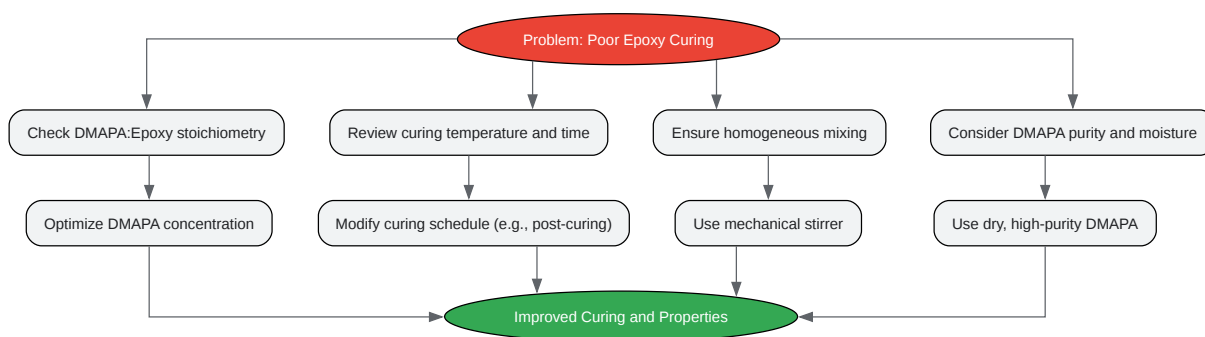 Problem: Poor Epoxy Curing
Check DMAPA:Epoxy stoichiometry
Review curing temperature and time
Ensure homogeneous mixing
Consider DMAPA purity and moisture
Optimize DMAPA concentration
Modify curing schedule (e.g., post-curing)
Use mechanical stirrer
Use dry, high-purity DMAPA
Improved Curing and Properties